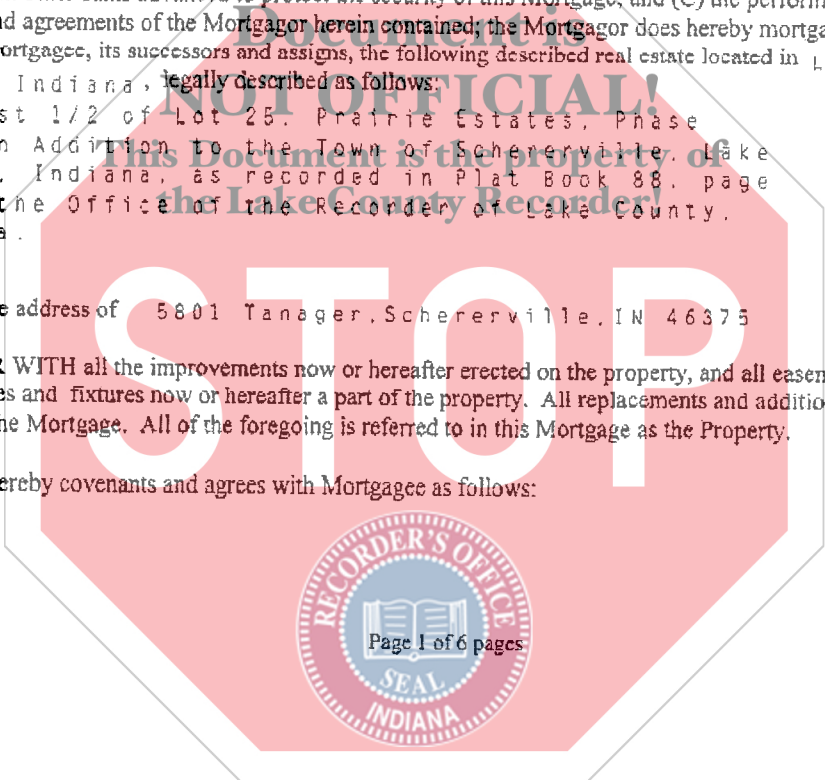 and (C) the perform
d agreements of the Mortgagor herein contained; the Mortgagor does hereby mortga
ortgagee, its successors and assigns, the following described real estate located in L
Indiana, legally described as follows:
st 1/2 of Lot 25, Prairie Estates, Phase
n Addition to the Town of Schererville, Lake
, Indiana, as recorded in Plat Book 88, page
the Office of the Recorder of Lake County,
a.
Document is
NOT OFFICIAL!
This Document is the property of
the Lake County Recorder!
e address of 5801 Tanager, Schererville, IN 46375
STOP
WITH all the improvements now or hereafter erected on the property, and all easem
es and fixtures now or hereafter a part of the property. All replacements and additio
he Mortgage. All of the foregoing is referred to in this Mortgage as the Property.
ereby covenants and agrees with Mortgagee as follows:
RECORDER'S OFFICE
Page 1 of 6 pages
SEAL
INDIANA